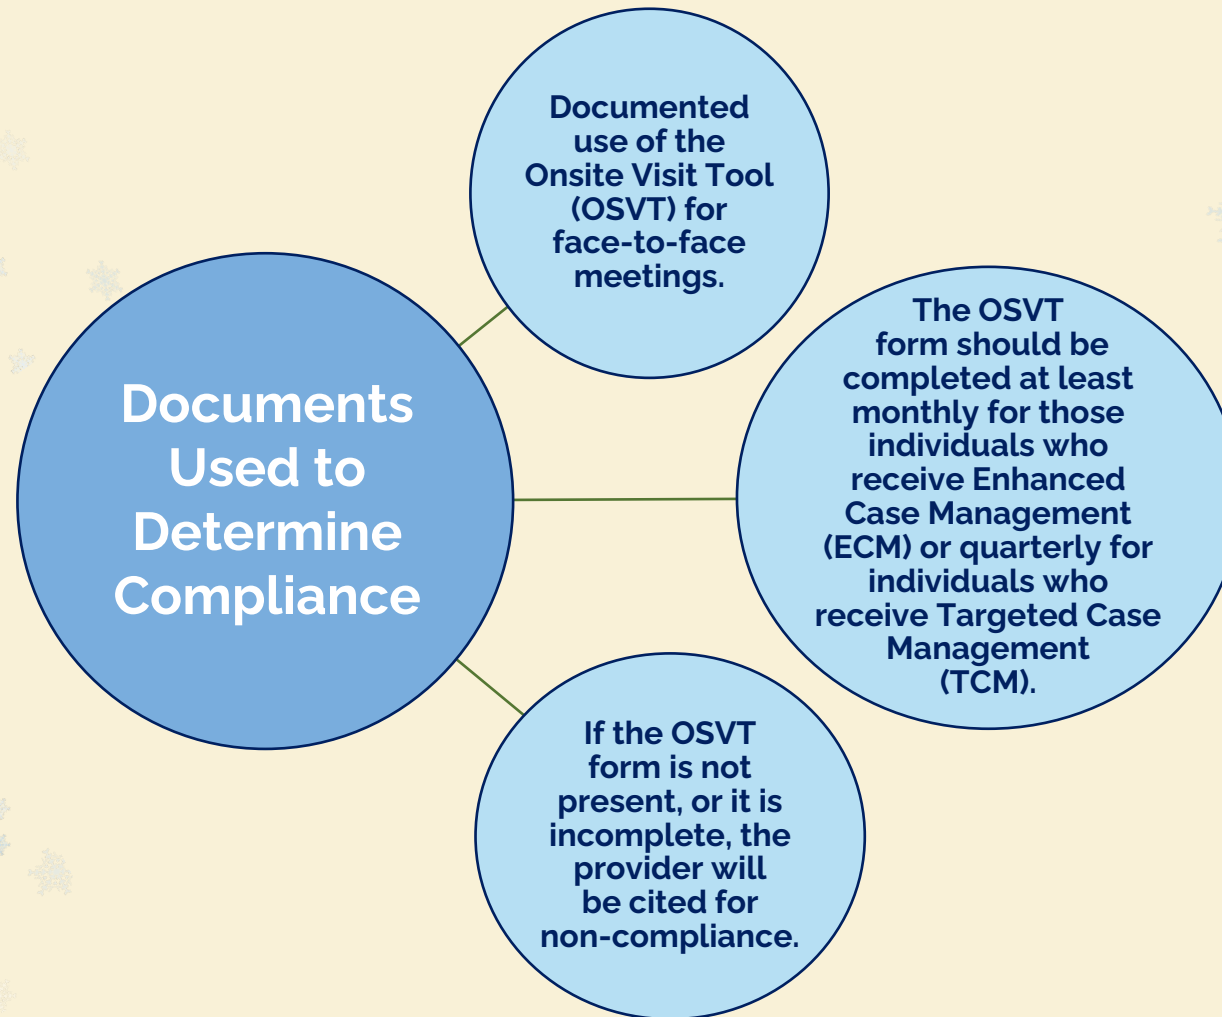 Documents
Used to
Determine
Compliance
Documented
use of the
Onsite Visit Tool
(OSVT) for
face-to-face
meetings.
The OSVT
form should be
completed at least
monthly for those
individuals who
receive Enhanced
Case Management
(ECM) or quarterly for
individuals who
receive Targeted Case
Management
(TCM).
If the OSVT
form is not
present, or it is
incomplete, the
provider will
be cited for
non-compliance.